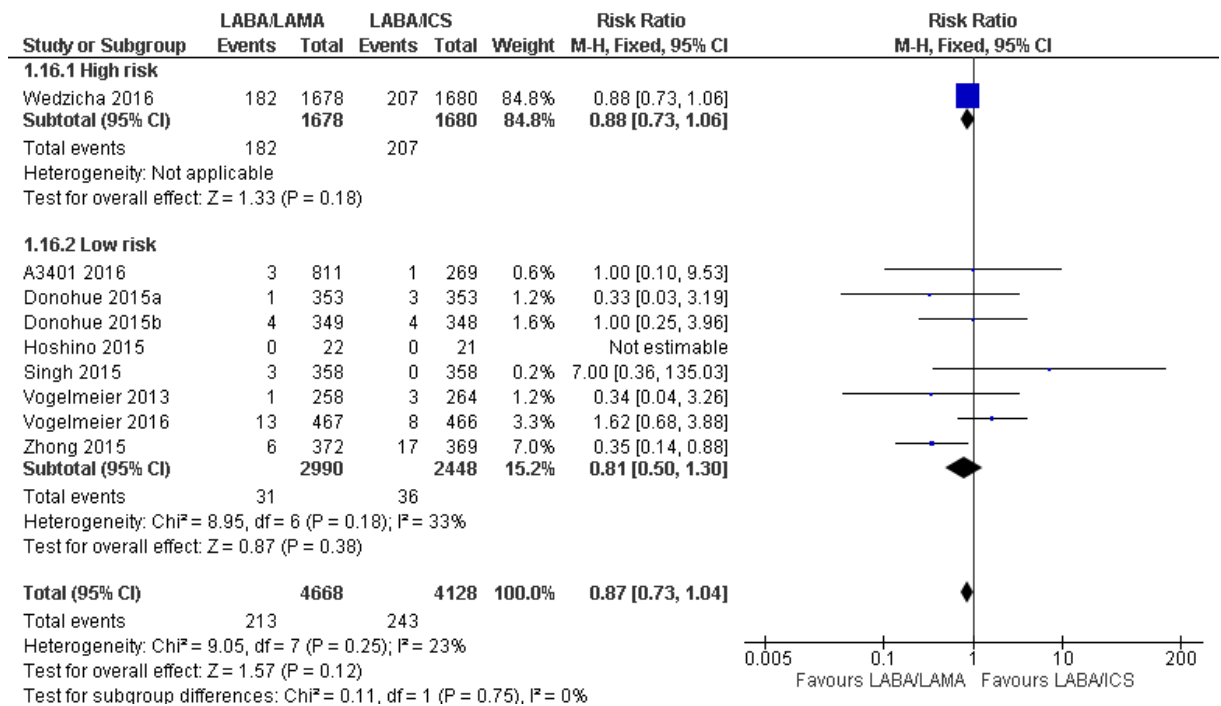 LABA/LAMA LABA/ICS Risk Ratio Risk Ratio
Study or Subgroup Events Total Events Total Weight M-H, Fixed, 95% CI M-H, Fixed, 95% CI
1.16.1 High risk
Wedzicha 2016 182 1678 207 1680 84.8% 0.88 [0.73, 1.06]
Subtotal (95% CI) 1678 1680 84.8% 0.88 [0.73, 1.06]
Total events 182 207
Heterogeneity: Not applicable
Test for overall effect: Z = 1.33 (P = 0.18)
1.16.2 Low risk
A3401 2016 3 811 1 269 0.6% 1.00 [0.10, 9.53]
Donohue 2015a 1 353 3 353 1.2% 0.33 [0.03, 3.19]
Donohue 2015b 4 349 4 348 1.6% 1.00 [0.25, 3.96]
Hoshino 2015 0 22 0 21 Not estimable
Singh 2015 3 358 0 358 0.2% 7.00 [0.36, 135.03]
Vogelmeier 2013 1 258 3 264 1.2% 0.34 [0.04, 3.26]
Vogelmeier 2016 13 467 8 466 3.3% 1.62 [0.68, 3.88]
Zhong 2015 6 372 17 369 7.0% 0.35 [0.14, 0.88]
Subtotal (95% CI) 2990 2448 15.2% 0.81 [0.50, 1.30]
Total events 31 36
Heterogeneity: Chi² = 8.95, df = 6 (P = 0.18); I² = 33%
Test for overall effect: Z = 0.87 (P = 0.38)
Total (95% CI) 4668 4128 100.0% 0.87 [0.73, 1.04]
Total events 213 243
Heterogeneity: Chi² = 9.05, df = 7 (P = 0.25); I² = 23%
Test for overall effect: Z = 1.57 (P = 0.12)
Test for subgroup differences: Chi² = 0.11, df = 1 (P = 0.75), I² = 0%
0.005 0.1 1 10 200
Favours LABA/LAMA Favours LABA/ICS